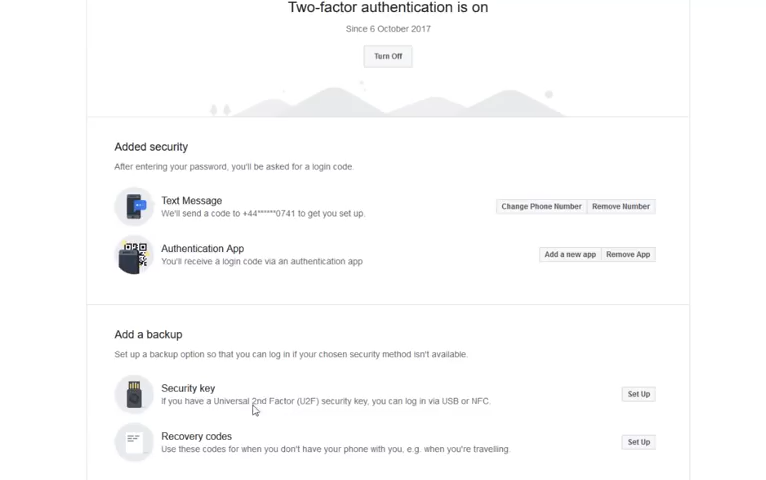 Two-factor authentication is on
Since 6 October 2017
Turn Off
Added security
After entering your password, you'll be asked for a login code.
Text Message
We'll send a code to +44******0741 to get you set up.
Change Phone Number Remove Number
Authentication App
You'll receive a login code via an authentication app
Add a new app Remove App
Add a backup
Set up a backup option so that you can log in if your chosen security method isn't available.
Security key
If you have a Universal 2nd Factor (U2F) security key, you can log in via USB or NFC.
Set Up
Recovery codes
Use these codes for when you don't have your phone with you, e.g. when you're travelling.
Set Up